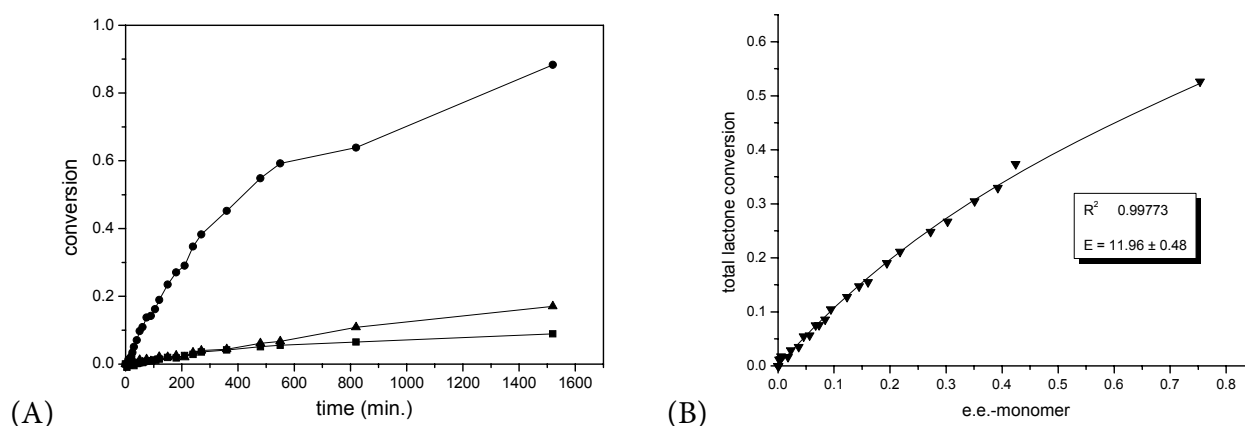 1.0
0.8
0.6
0.4
0.2
0.0
conversion
0 200 400 600 800 1000 1200 1400 1600
time (min.)
(A)
0.6
0.5
0.4
0.3
0.2
0.1
0.0
total lactone conversion
R² 0.99773
E = 11.96 ± 0.48
0.0 0.1 0.2 0.3 0.4 0.5 0.6 0.7 0.8
e.e.-monomer
(B)